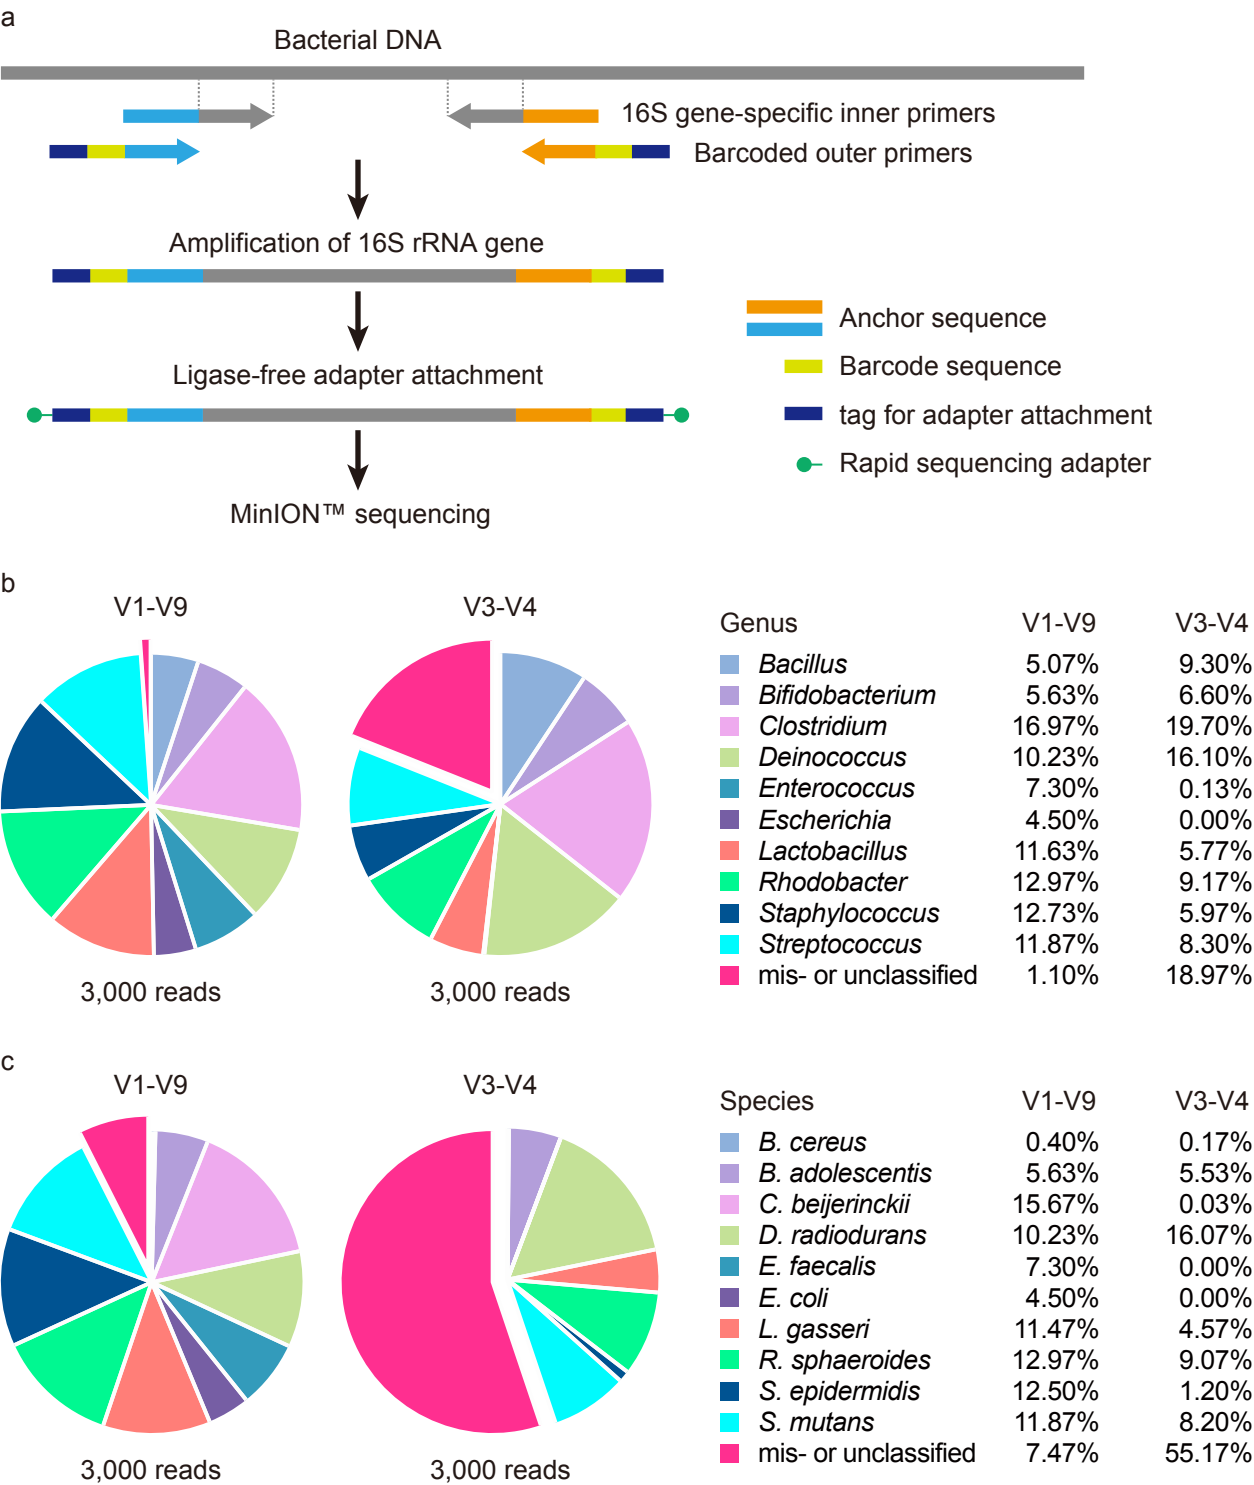 a
Bacterial DNA
16S gene-specific inner primers
Barcoded outer primers
Amplification of 16S rRNA gene
Ligase-free adapter attachment
MinION™ sequencing
Anchor sequence
Barcode sequence
tag for adapter attachment
Rapid sequencing adapter
b
V1-V9
V3-V4
3,000 reads
3,000 reads
Genus V1-V9 V3-V4
Bacillus 5.07% 9.30%
Bifidobacterium 5.63% 6.60%
Clostridium 16.97% 19.70%
Deinococcus 10.23% 16.10%
Enterococcus 7.30% 0.13%
Escherichia 4.50% 0.00%
Lactobacillus 11.63% 5.77%
Rhodobacter 12.97% 9.17%
Staphylococcus 12.73% 5.97%
Streptococcus 11.87% 8.30%
mis- or unclassified 1.10% 18.97%
c
V1-V9
V3-V4
3,000 reads
3,000 reads
Species V1-V9 V3-V4
B. cereus 0.40% 0.17%
B. adolescentis 5.63% 5.53%
C. beijerinckii 15.67% 0.03%
D. radiodurans 10.23% 16.07%
E. faecalis 7.30% 0.00%
E. coli 4.50% 0.00%
L. gasseri 11.47% 4.57%
R. sphaeroides 12.97% 9.07%
S. epidermidis 12.50% 1.20%
S. mutans 11.87% 8.20%
mis- or unclassified 7.47% 55.17%